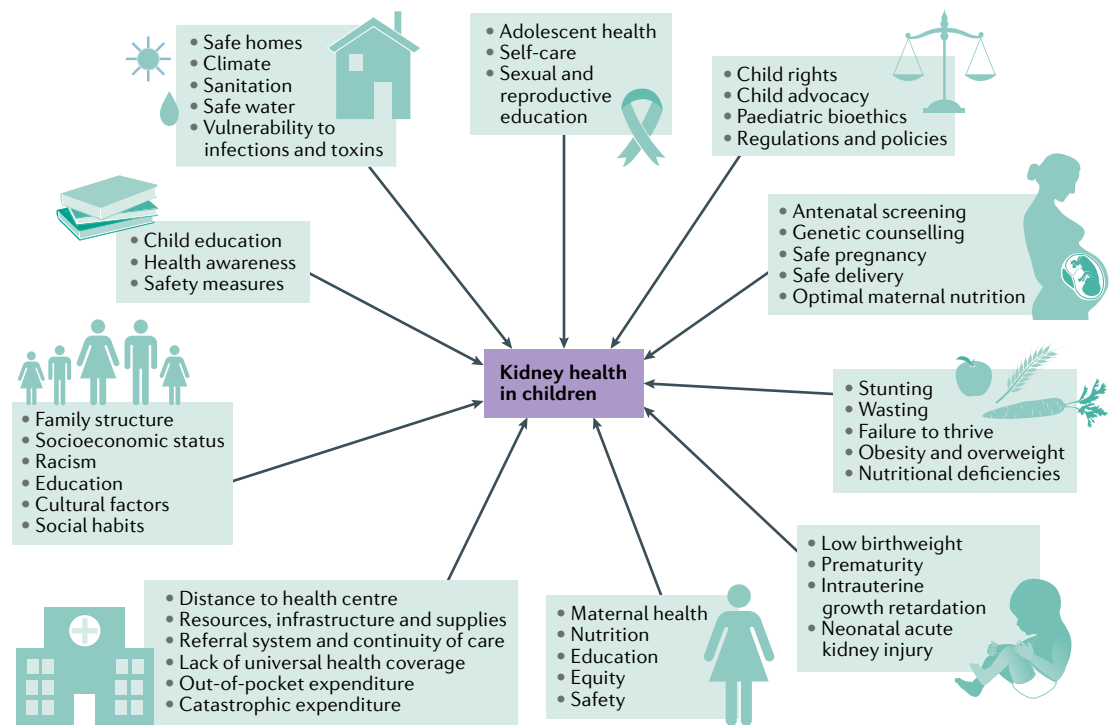 • Safe homes
• Climate
• Sanitation
• Safe water
• Vulnerability to
infections and toxins
• Adolescent health
• Self-care
• Sexual and
reproductive
education
• Child rights
• Child advocacy
• Paediatric bioethics
• Regulations and policies
• Child education
• Health awareness
• Safety measures
• Antenatal screening
• Genetic counselling
• Safe pregnancy
• Safe delivery
• Optimal maternal nutrition
Kidney health
in children
• Family structure
• Socioeconomic status
• Racism
• Education
• Cultural factors
• Social habits
• Stunting
• Wasting
• Failure to thrive
• Obesity and overweight
• Nutritional deficiencies
• Distance to health centre
• Resources, infrastructure and supplies
• Referral system and continuity of care
• Lack of universal health coverage
• Out-of-pocket expenditure
• Catastrophic expenditure
• Maternal health
• Nutrition
• Education
• Equity
• Safety
• Low birthweight
• Prematurity
• Intrauterine
growth retardation
• Neonatal acute
kidney injury